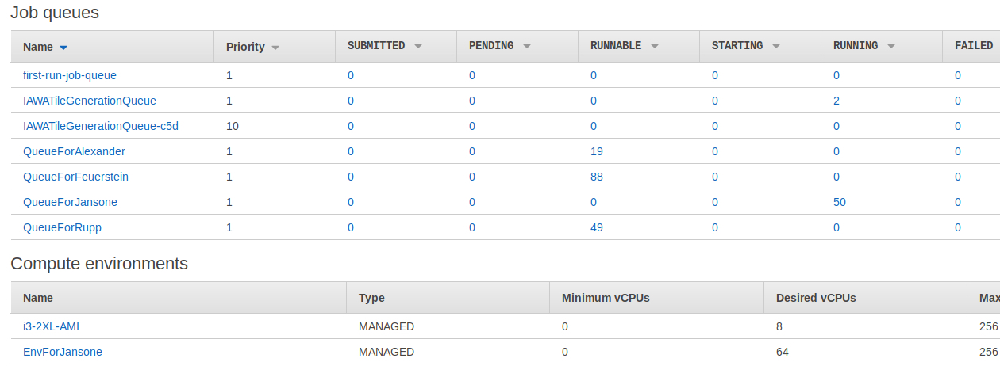 Job queues
Name Priority SUBMITTED PENDING RUNNABLE STARTING RUNNING FAILED
first-run-job-queue 1 0 0 0 0 0 0
IAWATileGenerationQueue 1 0 0 0 0 2 0
IAWATileGenerationQueue-c5d 10 0 0 0 0 0 0
QueueForAlexander 1 0 0 19 0 0 0
QueueForFeuerstein 1 0 0 88 0 0 0
QueueForJansone 1 0 0 0 0 50 0
QueueForRupp 1 0 0 49 0 0 0
Compute environments
Name Type Minimum vCPUs Desired vCPUs Max
i3-2XL-AMI MANAGED 0 8 256
EnvForJansone MANAGED 0 64 256